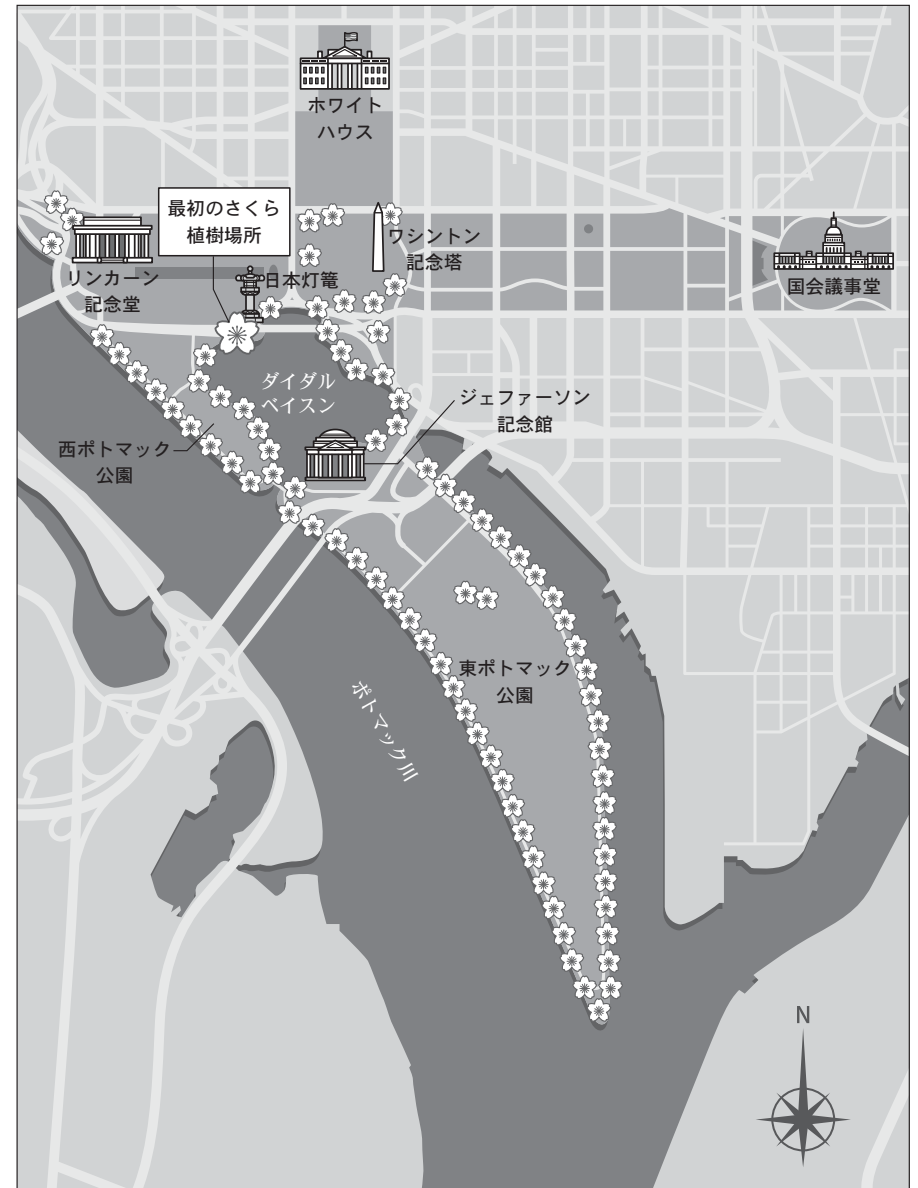 ホワイト
ハウス
最初のさくら
植樹場所
ワシントン
記念塔
リンカーン
記念堂
日本灯篭
国会議事堂
ダイダル
ベイスン
ジェファーソン
記念館
西ポトマック
公園
東ポトマック
公園
ポトマック川
N